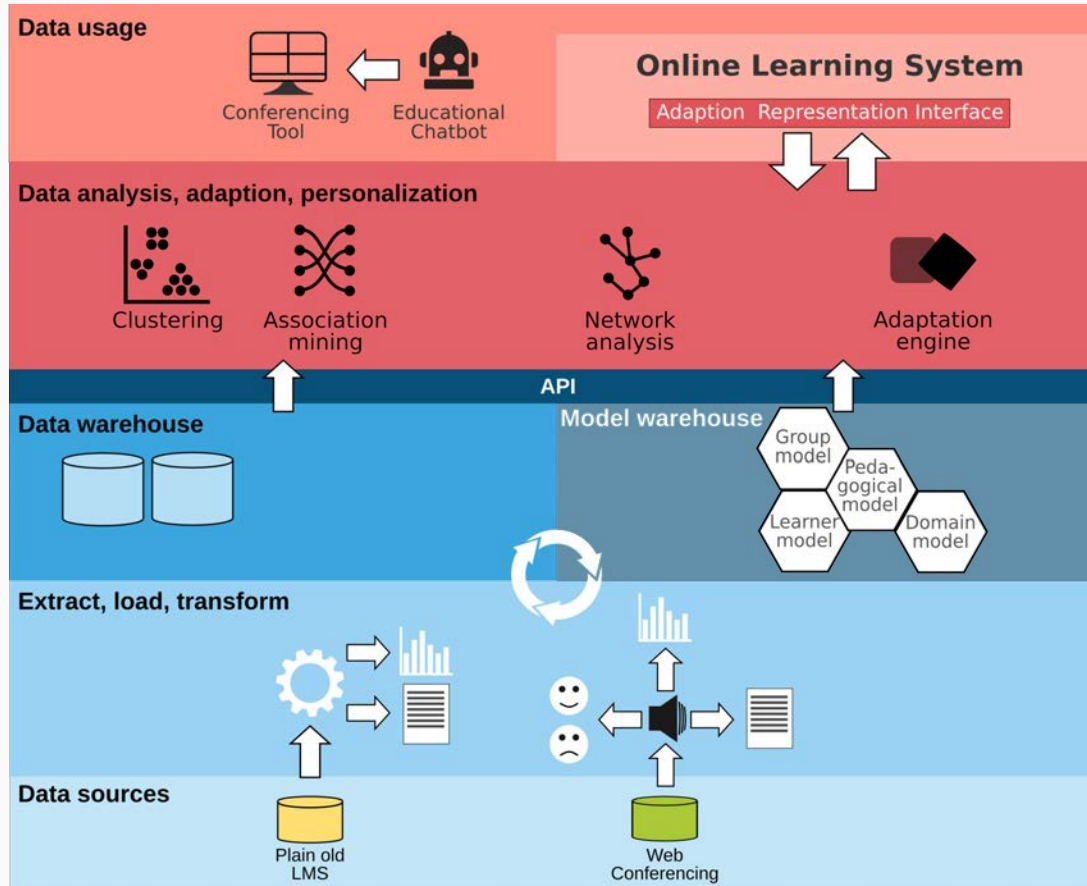 Data usage
Conferencing
Tool
Educational
Chatbot
Online Learning System
Adaption Representation Interface
Data analysis, adaption, personalization
Clustering
Association
mining
Network
analysis
Adaptation
engine
API
Data warehouse
Model warehouse
Group
model
Peda-
gogical
model
Learner
model
Domain
model
Extract, load, transform
Data sources
Plain old
LMS
Web
Conferencing